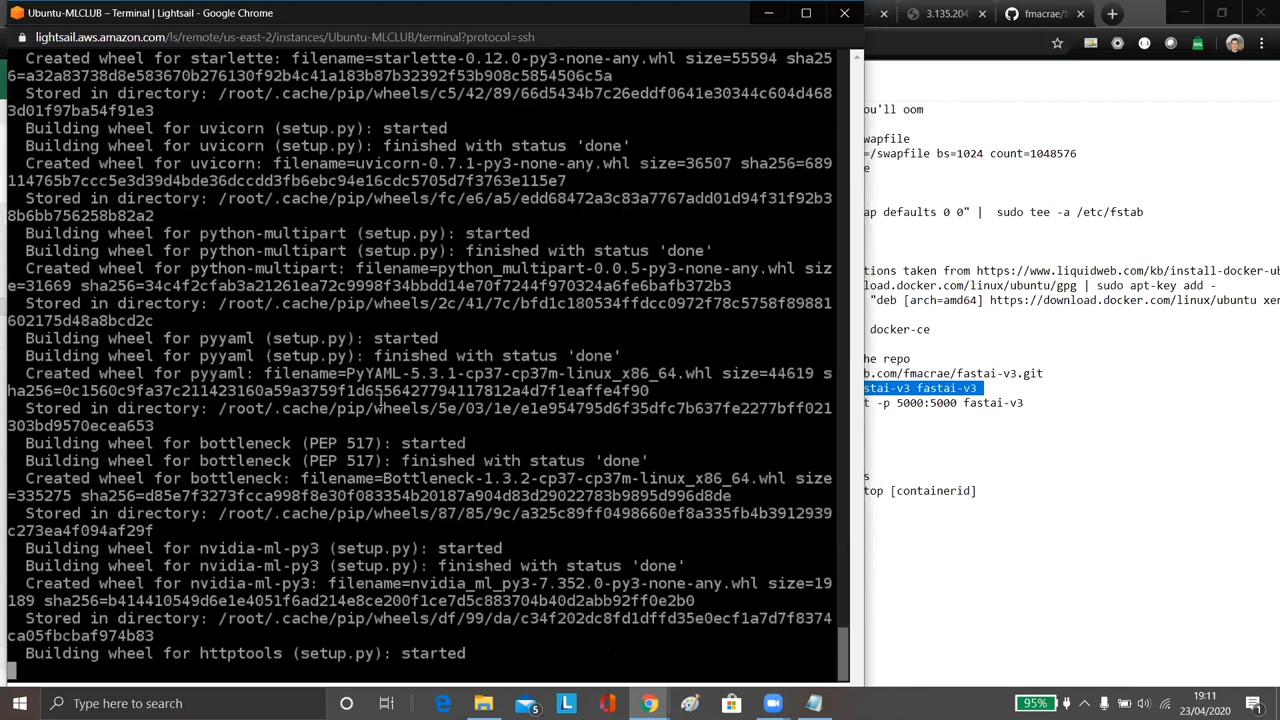 Ubuntu-MLCLUB – Terminal | Lightsail - Google Chrome
3.135.204
fmacrae/fastai-v3
lightsail.aws.amazon.com/ls/remote/us-east-2/instances/Ubuntu-MLCLUB/terminal?protocol=ssh
Created wheel for starlette: filename=starlette-0.12.0-py3-none-any.whl size=55594 sha25
6=a32a83738d8e583670b276130f92b4c41a183b87b32392f53b908c5854506c5a
Stored in directory: /root/.cache/pip/wheels/c5/42/89/66d5434b7c26eddf0641e30344c604d468
3d01f97ba54f91e3
Building wheel for uvicorn (setup.py): started
Building wheel for uvicorn (setup.py): finished with status 'done'
Created wheel for uvicorn: filename=uvicorn-0.7.1-py3-none-any.whl size=36507 sha256=689
114765b7ccc5e3d39d4bde36dccdd3fb6ebc94e16cdc5705d7f3763e115e7
Stored in directory: /root/.cache/pip/wheels/fc/e6/a5/edd68472a3c83a7767add01d94f31f92b3
8b6bb756258b82a2
Building wheel for python-multipart (setup.py): started
Building wheel for python-multipart (setup.py): finished with status 'done'
Created wheel for python-multipart: filename=python_multipart-0.0.5-py3-none-any.whl siz
e=31669 sha256=34c4f2cfab3a21261ea72c9998f34bbdd14e70f974970324a6fe6bafb372b3
Stored in directory: /root/.cache/pip/wheels/2c/41/7c/bfd1c180534ffdcc0972f78c5758f89881
602175d48a8bcd2c
Building wheel for pyyaml (setup.py): started
Building wheel for pyyaml (setup.py): finished with status 'done'
Created wheel for pyyaml: filename=PyYAML-5.3.1-cp37-cp37m-linux_x86_64.whl size=44619 s
ha256=0c1560c9fa37c211423160a59a3759f1d65564277941178​12a4d7f1eaffe4f90
Stored in directory: /root/.cache/pip/wheels/5e/03/1e/e1e954795d6f35dfc7b637fe2277bff021
303bd9570ecea653
Building wheel for bottleneck (PEP 517): started
Building wheel for bottleneck (PEP 517): finished with status 'done'
Created wheel for bottleneck: filename=Bottleneck-1.3.2-cp37-cp37m-linux_x86_64.whl size
=335275 sha256=d85e7f3273fcca998f8e30f083354b20187a904d83d29022783b9895d996d8de
Stored in directory: /root/.cache/pip/wheels/87/85/9c/a325c89ff0498660ef8a335fb4b3912939
c273ea4f094af29f
Building wheel for nvidia-ml-py3 (setup.py): started
Building wheel for nvidia-ml-py3 (setup.py): finished with status 'done'
Created wheel for nvidia-ml-py3: filename=nvidia_ml_py3-7.352.0-py3-none-any.whl size=19
189 sha256=b414410549d6e1e4051f6ad214e8ce200f1ce7d5c883704b40d2abb92ff0e2b0
Stored in directory: /root/.cache/pip/wheels/df/99/da/c34f202dc8fd1dffd35e0ecf1a7d7f8374
ca05fbcbaf974b83
Building wheel for httptools (setup.py): started
ou'll oom
wapfile
=/swapfile bs=1024 count=1048576
e
ap defaults 0 0" | sudo tee -a /etc/fstab
tions taken from https://www.liquidweb.com/kb/install-docker-ub
load.docker.com/linux/ubuntu/gpg | sudo apt-key add -
"deb [arch=amd64] https://download.docker.com/linux/ubuntu xen
docker-ce
he repo
b.com/fmacrae/fastai-v3.git
stai-v3 fastai-v3
t -p 5000:5000 fastai-v3
s
top [containerid]
Type here to search
5
95%
19:11
23/04/2020
1